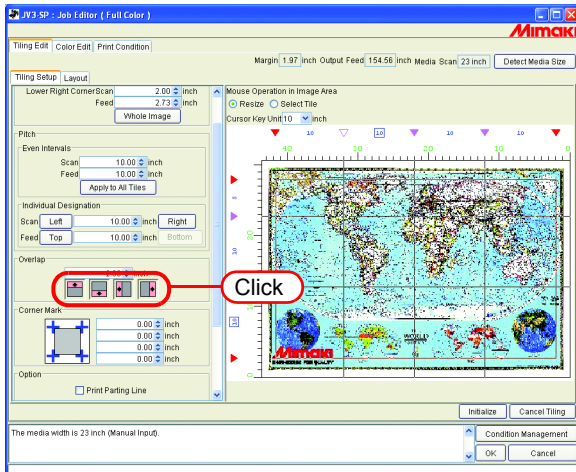 JV3-SP : Job Editor ( Full Color )
Mimaki
Tiling Edit Color Edit Print Condition
Margin 1.97 inch Output Feed 154.56 inch Media Scan 23 inch Detect Media Size
Tiling Setup Layout
Lower Right Corner Scan 2.00 inch
Feed 2.73 inch
Whole Image
Mouse Operation in Image Area
Resize Select Tile
Cursor Key Unit 10 inch
Pitch
Even Intervals
Scan 10.00 inch
Feed 10.00 inch
Apply to All Tiles
Individual Designation
Scan Left 10.00 inch Right
Feed Top 10.00 inch Bottom
Overlap
inch
Click
Corner Mark
0.00 inch
0.00 inch
0.00 inch
0.00 inch
Option
Print Parting Line
10 10 10 10
40 30 20 10 0
20
10
0
10
10
Mimaki
Initialize Cancel Tiling
The media width is 23 inch (Manual Input).
Condition Management
OK Cancel